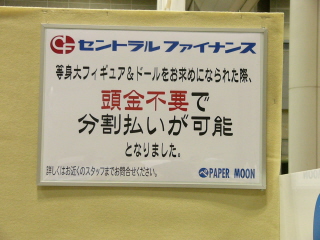 セントラルファイナンス
等身大フィギュア&ドールをお求めになられた際、
頭金不要で
分割払いが可能
となりました。
詳しくはお近くのスタッフまでお問合せください。
PAPER MOON